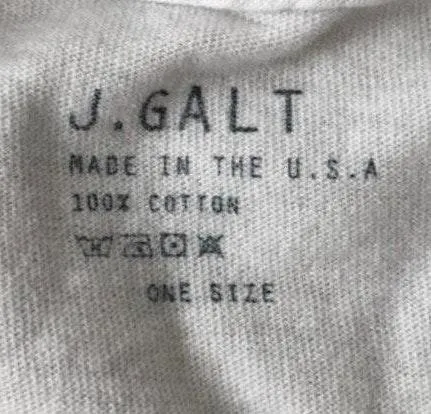 J.GALT
MADE IN THE U.S.A
100% COTTON
ONE SIZE